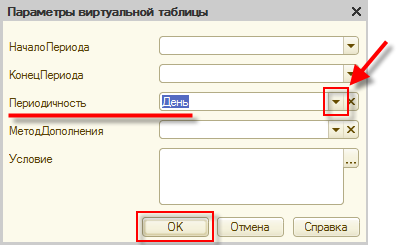 Параметры виртуальной таблицы
НачалоПериода
КонецПериода
Периодичность День
МетодДополнения
Условие
...
OK Отмена Справка